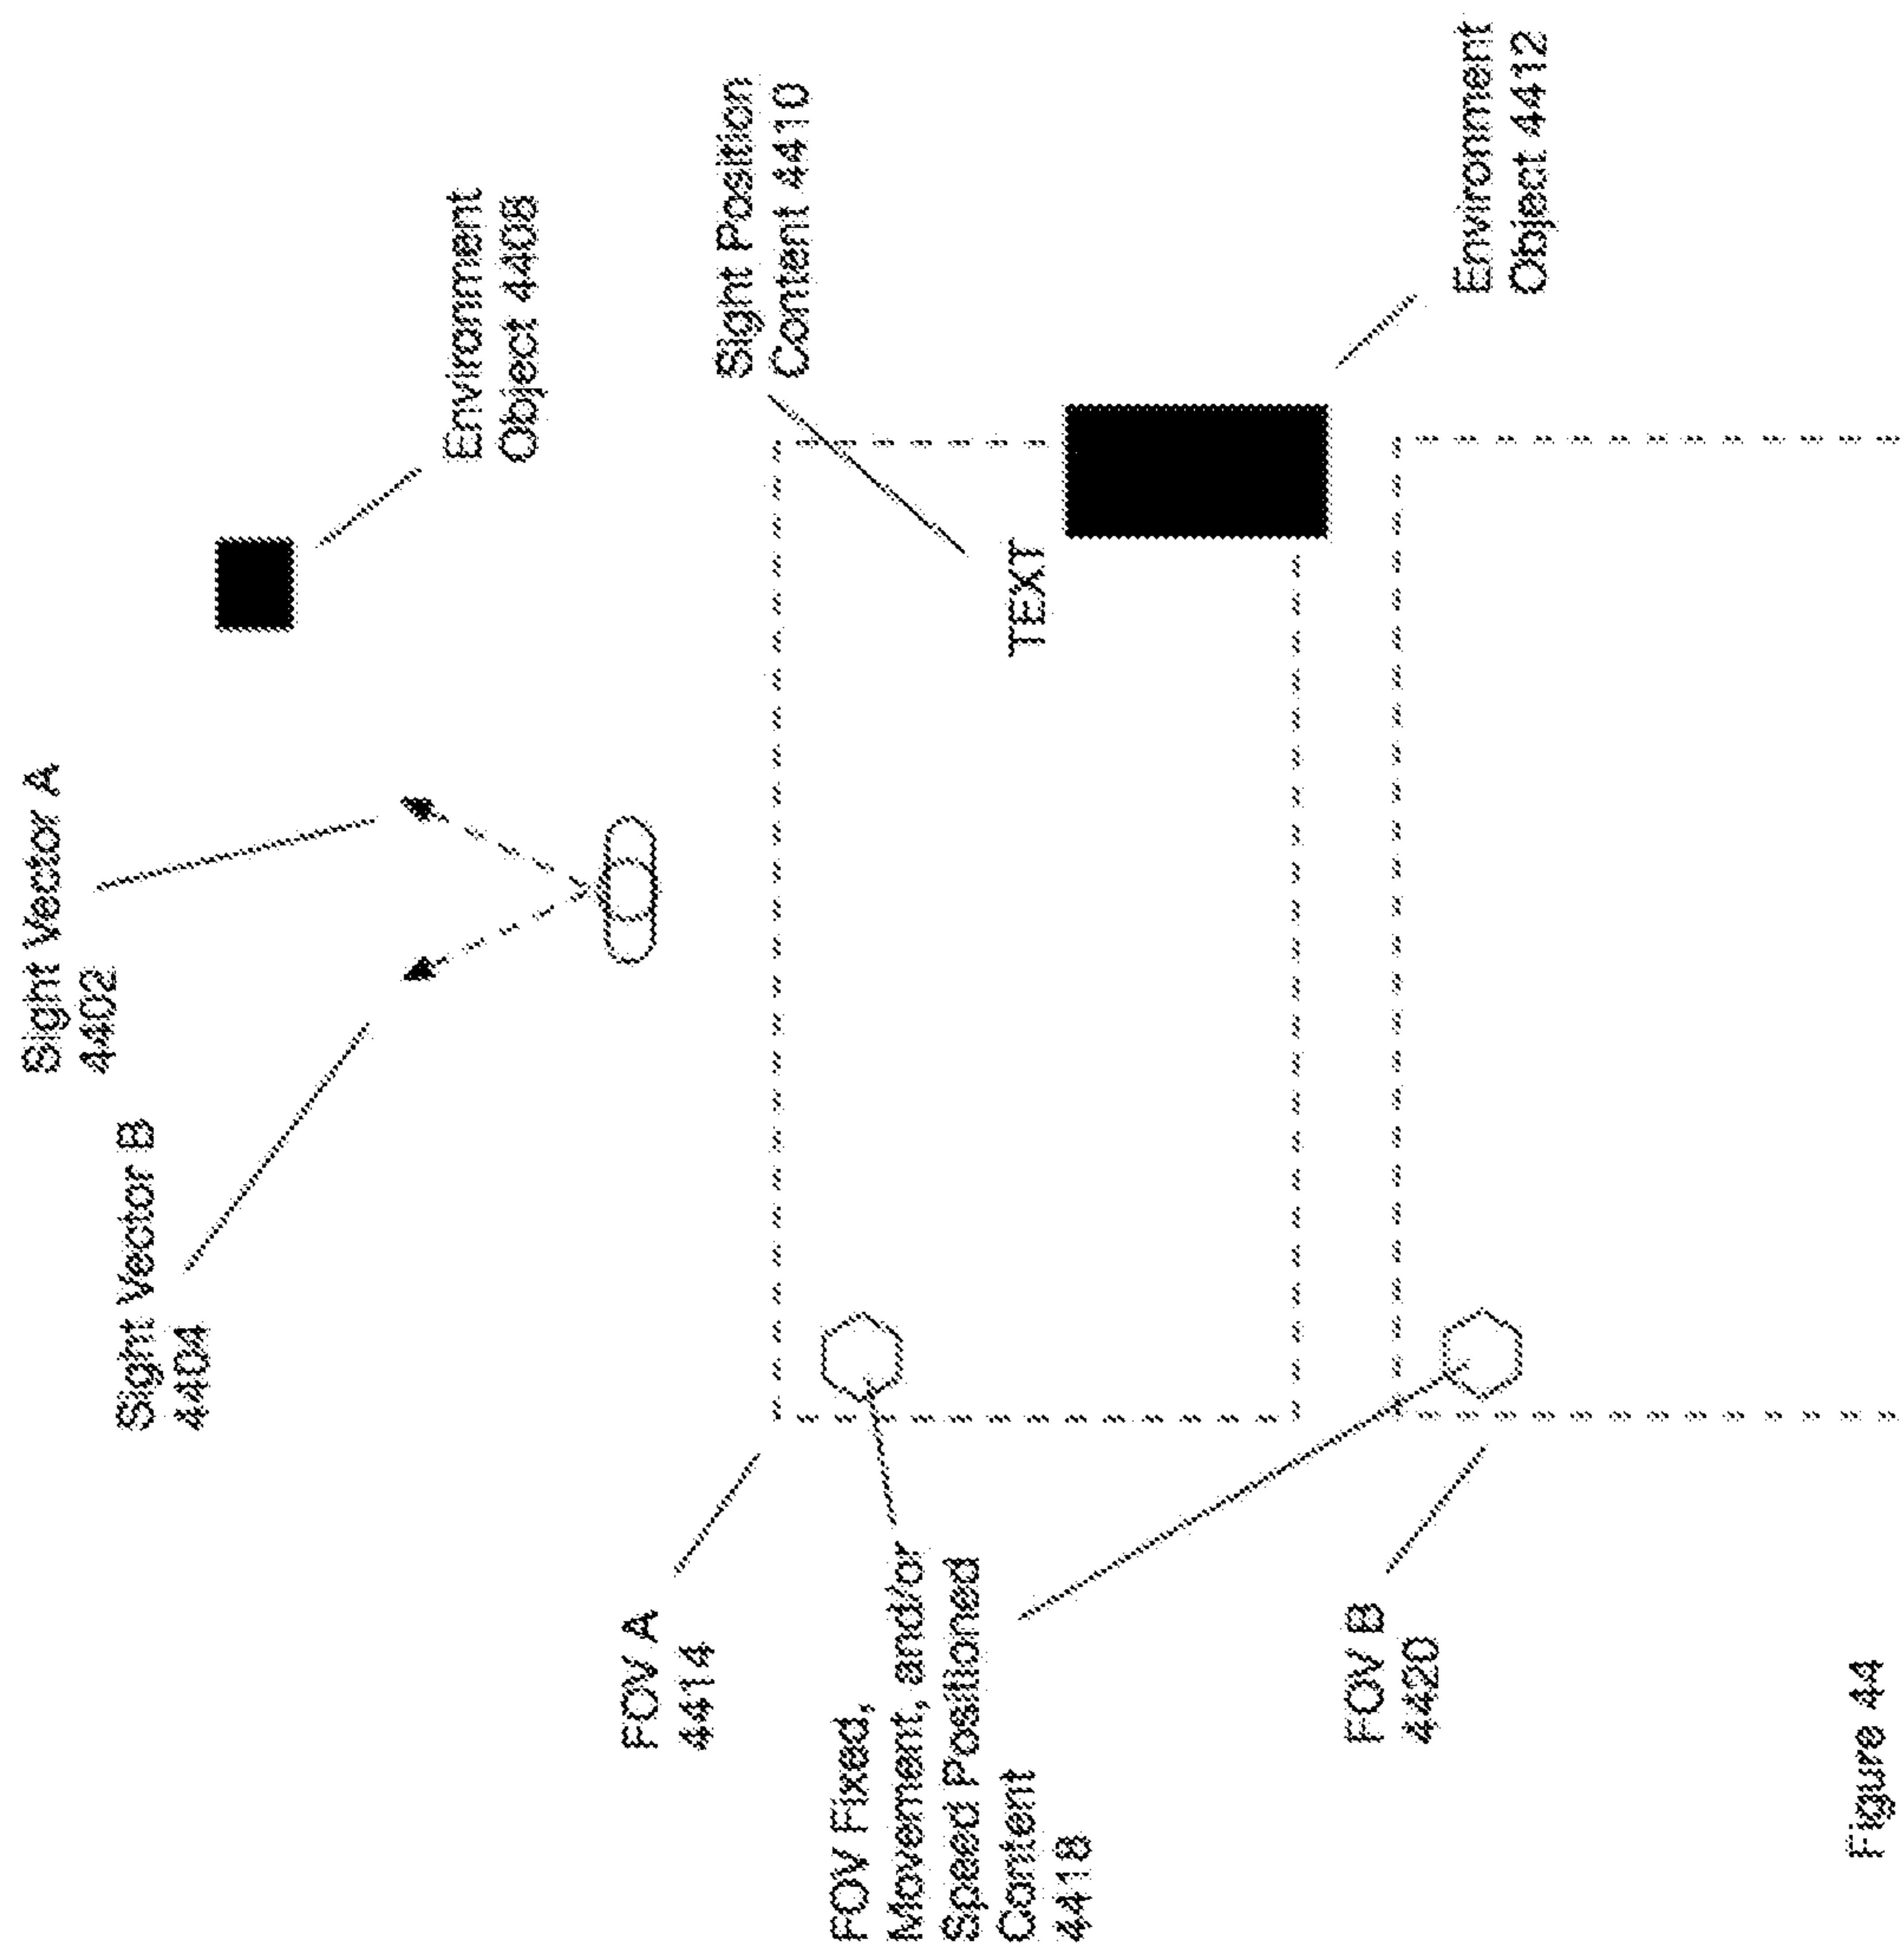 Sight Vector A
4402
Sight Vector B
4404
Environment
Object 4408
FOV A
4414
Sight Position
Content 4410
TEXT
FOV Fixed,
Movement, and/or
Speed Positioned
Content
4418
Environment
Object 4412
FOV B
4420
Figure 44